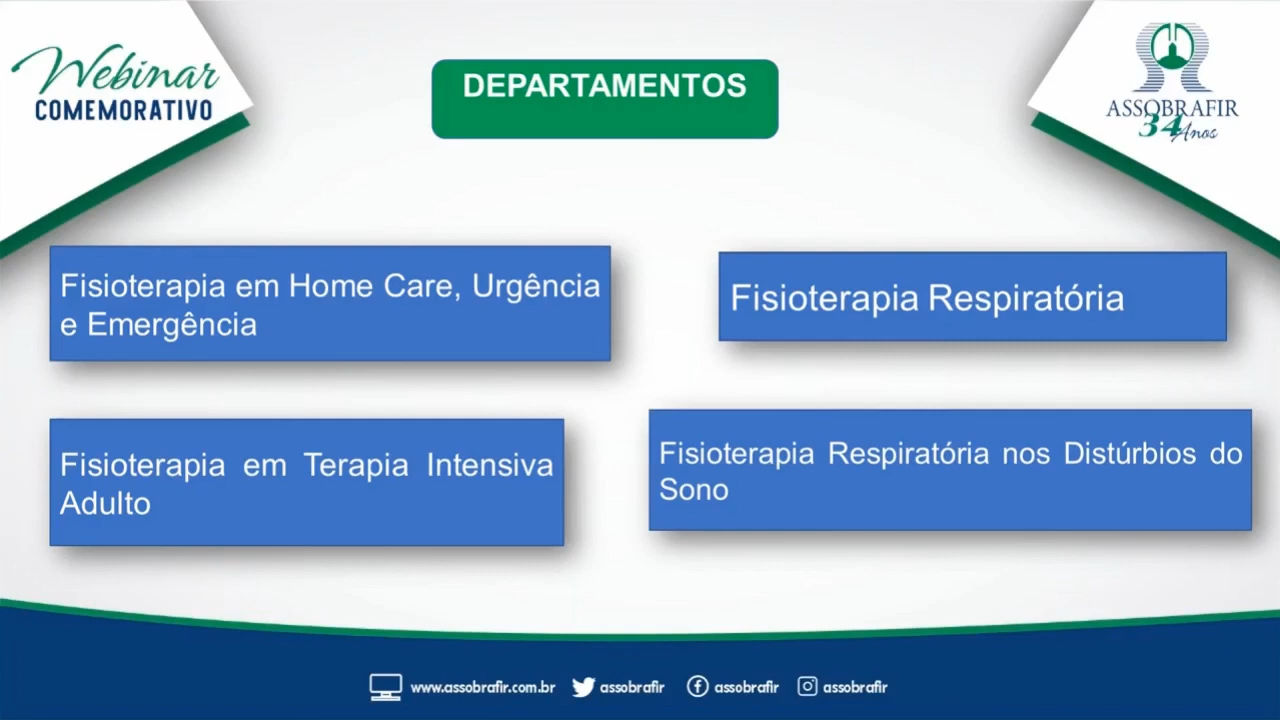 Webinar
COMEMORATIVO
DEPARTAMENTOS
ASSOBRAFIR
34 Anos
Fisioterapia em Home Care, Urgência
e Emergência
Fisioterapia Respiratória
Fisioterapia em Terapia Intensiva
Adulto
Fisioterapia Respiratória nos Distúrbios do
Sono
www.assobrafir.com.br assobrafir assobrafir assobrafir